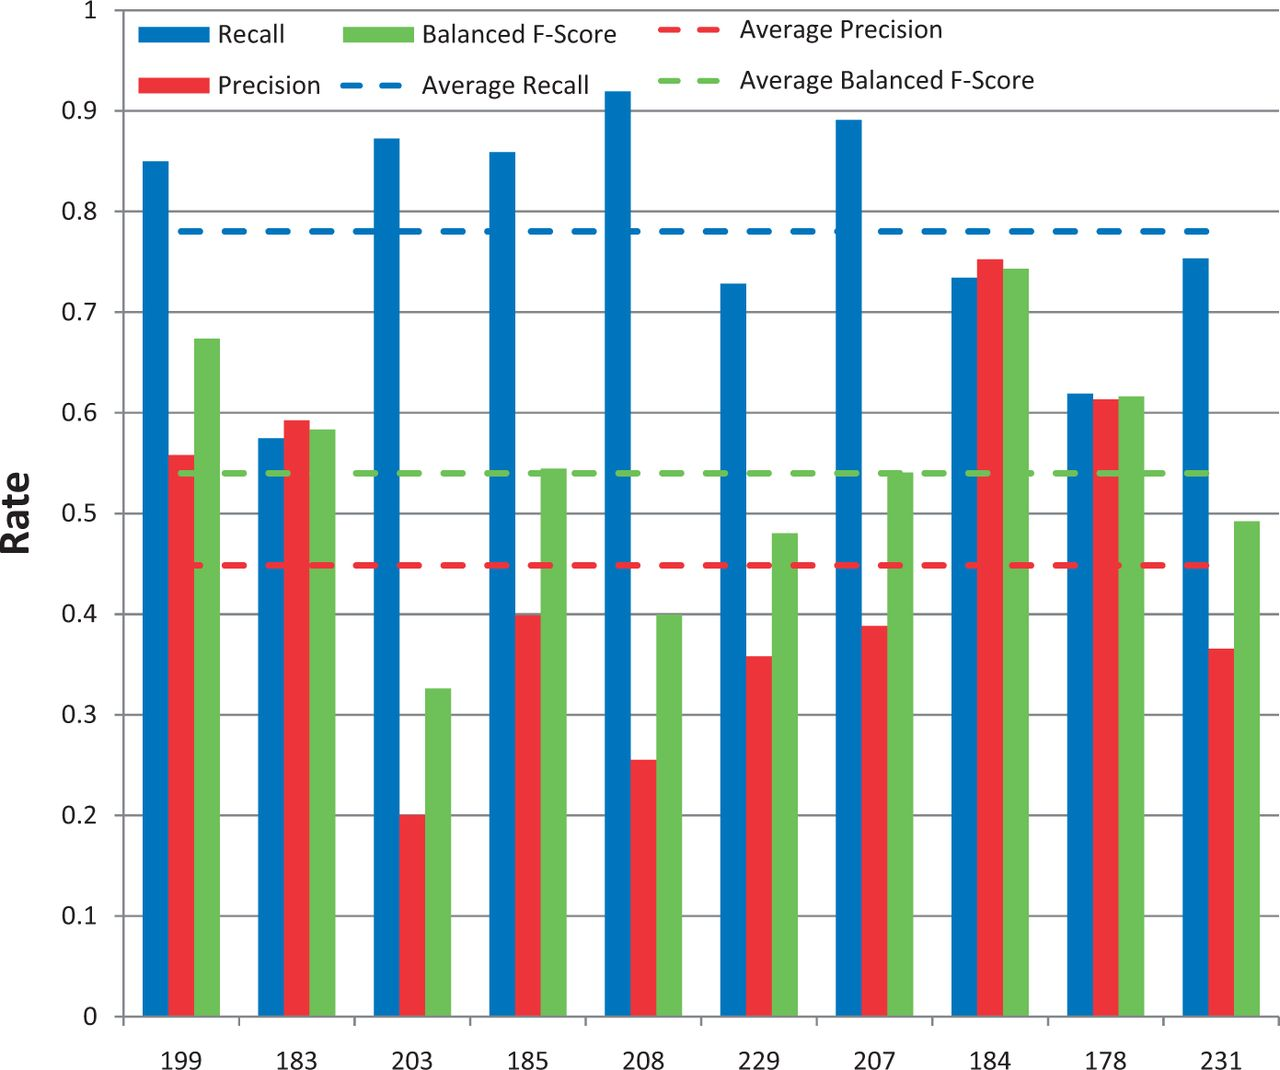 Recall
Balanced F-Score
Average Precision
Precision
Average Recall
Average Balanced F-Score
1
0.9
0.8
0.7
0.6
0.5
0.4
0.3
0.2
0.1
0
Rate
199 183 203 185 208 229 207 184 178 231